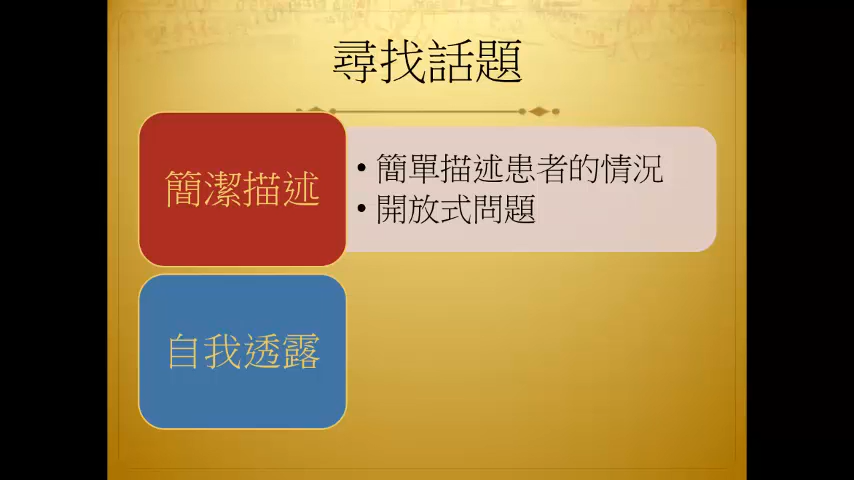 尋找話題
簡潔描述
• 簡單描述患者的情況
• 開放式問題
自我透露